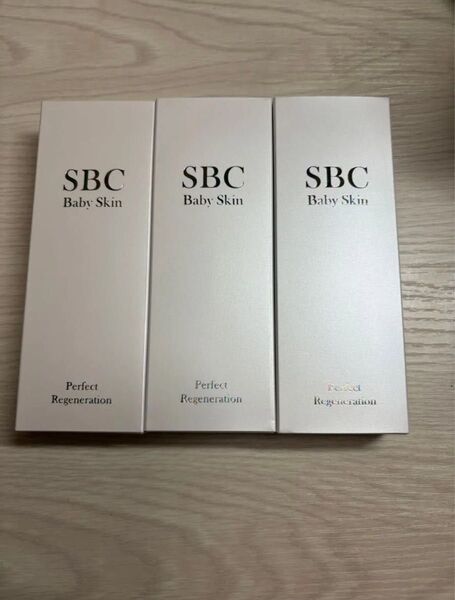 SBC
Baby Skin
Perfect
Regeneration
SBC
Baby Skin
Perfect
Regeneration
SBC
Baby Skin
Perfect
Regeneration